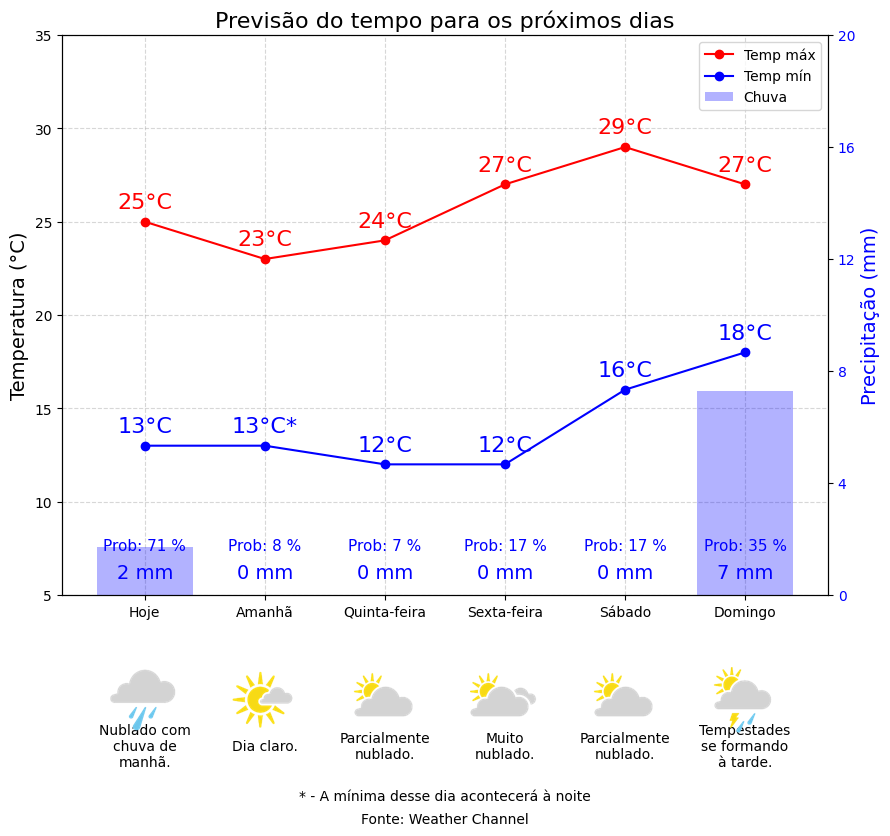 Previsão do tempo para os próximos dias
35
30
25
20
15
10
5
Temperatura (°C)
20
16
12
8
4
0
Precipitação (mm)
Temp máx
Temp mín
Chuva
25°C
23°C
24°C
27°C
29°C
27°C
13°C
13°C*
12°C
12°C
16°C
18°C
Prob: 71 %
Prob: 8 %
Prob: 7 %
Prob: 17 %
Prob: 17 %
Prob: 35 %
2 mm
0 mm
0 mm
0 mm
0 mm
7 mm
Hoje
Amanhã
Quinta-feira
Sexta-feira
Sábado
Domingo
Nublado com
chuva de
manhã.
Dia claro.
Parcialmente
nublado.
Muito
nublado.
Parcialmente
nublado.
Tempestades
se formando
à tarde.
* - A mínima desse dia acontecerá à noite
Fonte: Weather Channel